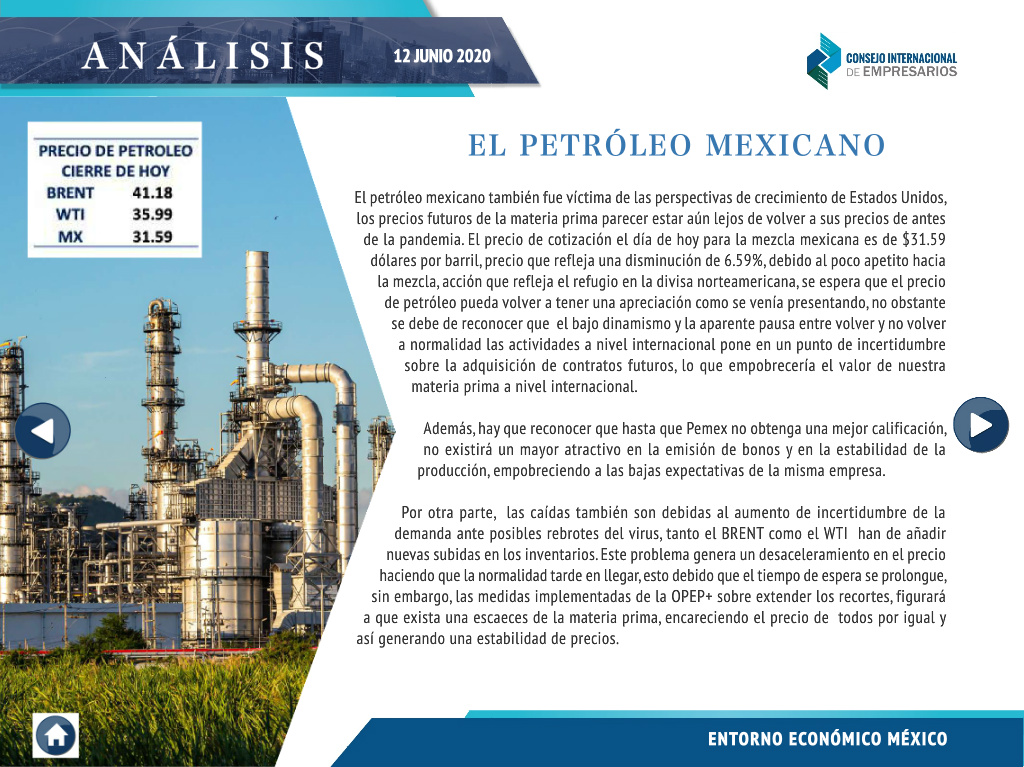 ANÁLISIS
12 JUNIO 2020
CONSEJO INTERNACIONAL
DE EMPRESARIOS
PRECIO DE PETROLEO
CIERRE DE HOY
BRENT 41.18
WTI 35.99
MX 31.59
EL PETRÓLEO MEXICANO
El petróleo mexicano también fue víctima de las perspectivas de crecimiento de Estados Unidos,
los precios futuros de la materia prima parecer estar aún lejos de volver a sus precios de antes
de la pandemia. El precio de cotización el día de hoy para la mezcla mexicana es de $31.59
dólares por barril, precio que refleja una disminución de 6.59%, debido al poco apetito hacia
la mezcla, acción que refleja el refugio en la divisa norteamericana, se espera que el precio
de petróleo pueda volver a tener una apreciación como se venía presentando, no obstante
se debe de reconocer que el bajo dinamismo y la aparente pausa entre volver y no volver
a normalidad las actividades a nivel internacional pone en un punto de incertidumbre
sobre la adquisición de contratos futuros, lo que empobrecería el valor de nuestra
materia prima a nivel internacional.
Además, hay que reconocer que hasta que Pemex no obtenga una mejor calificación,
no existirá un mayor atractivo en la emisión de bonos y en la estabilidad de la
producción, empobreciendo a las bajas expectativas de la misma empresa.
Por otra parte, las caídas también son debidas al aumento de incertidumbre de la
demanda ante posibles rebrotes del virus, tanto el BRENT como el WTI han de añadir
nuevas subidas en los inventarios. Este problema genera un desaceleramiento en el precio
haciendo que la normalidad tarde en llegar, esto debido que el tiempo de espera se prolongue,
sin embargo, las medidas implementadas de la OPEP+ sobre extender los recortes, figurará
a que exista una escaeces de la materia prima, encareciendo el precio de todos por igual y
así generando una estabilidad de precios.
ENTORNO ECONÓMICO MÉXICO